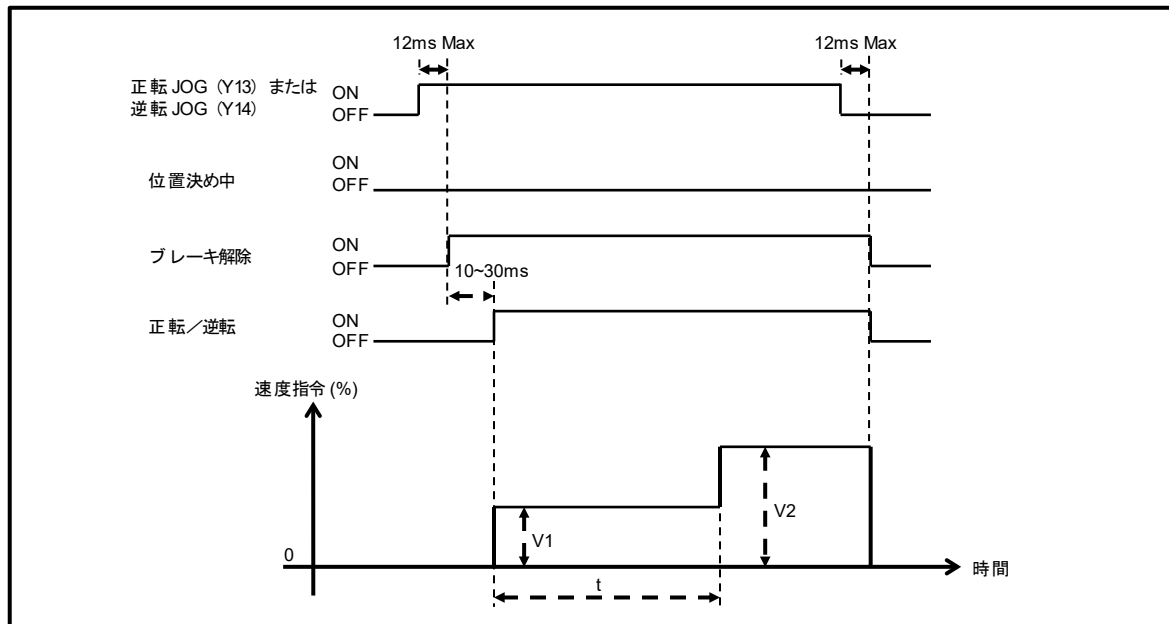 12ms Max
12ms Max
正転 JOG (Y13) または
逆転 JOG (Y14)
ON
OFF
位置決め中
ON
OFF
ブレーキ解除
ON
OFF
10~30ms
正転／逆転
ON
OFF
速度指令 (%)
V1
V2
0
時間
t